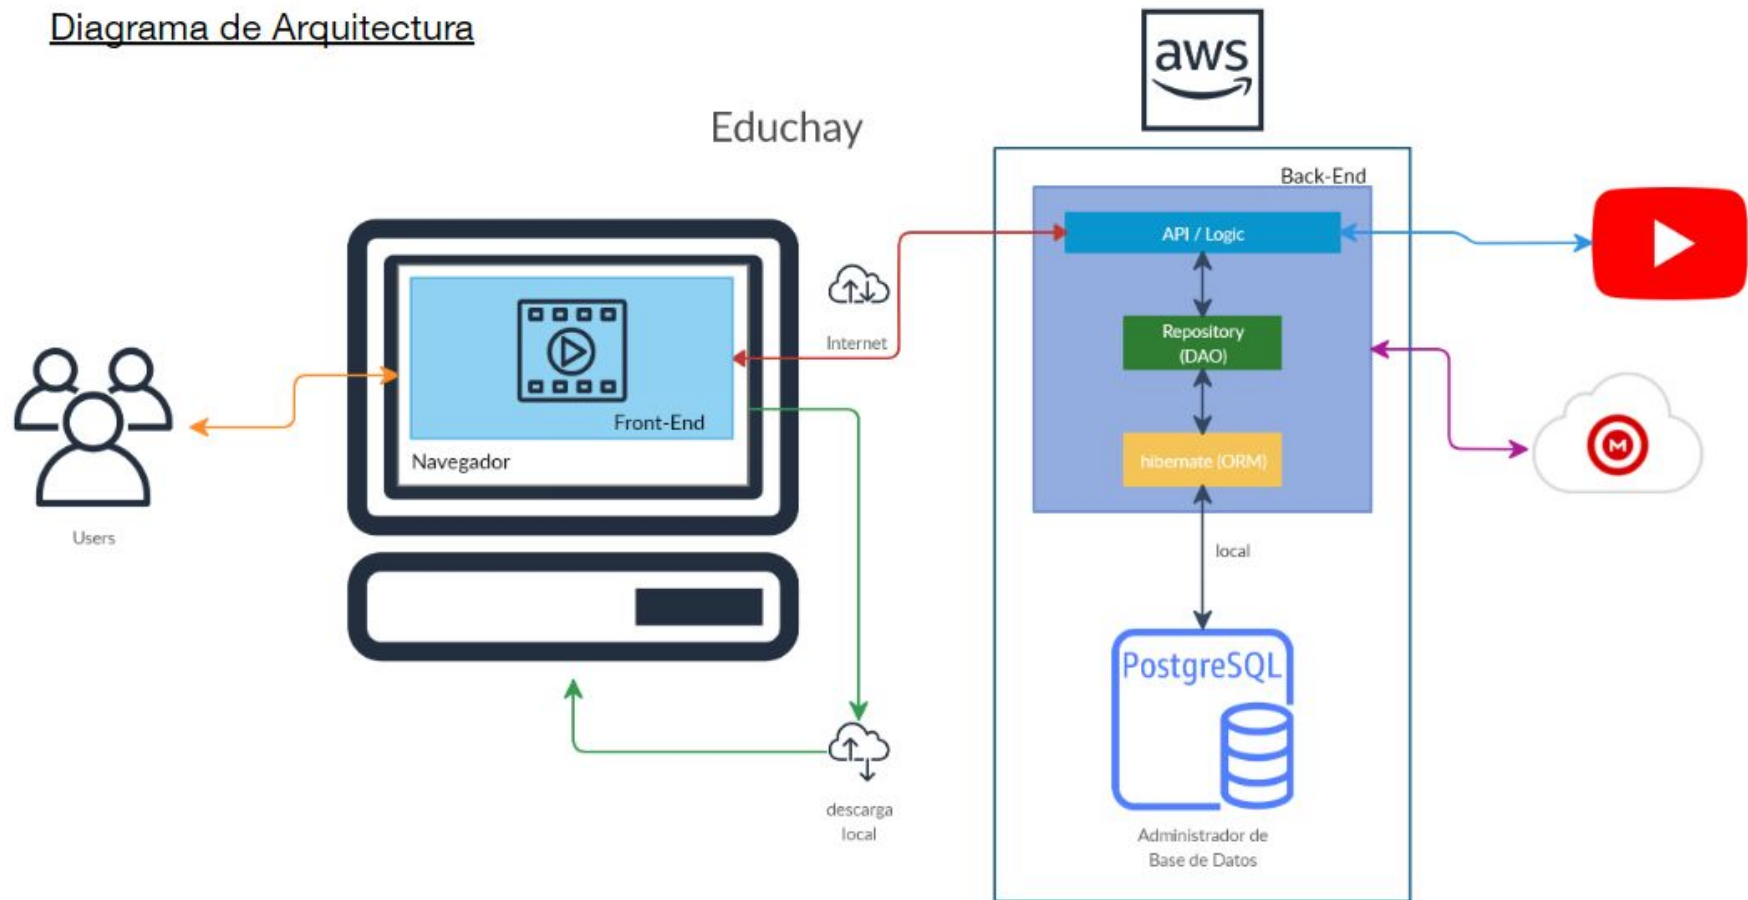 Diagrama de Arquitectura
aws
Educhay
Back-End
API / Logic
Internet
Repository
(DAO)
Front-End
Navegador
hibernate (ORM)
M
Users
local
PostgreSQL
descarga
local
Administrador de
Base de Datos